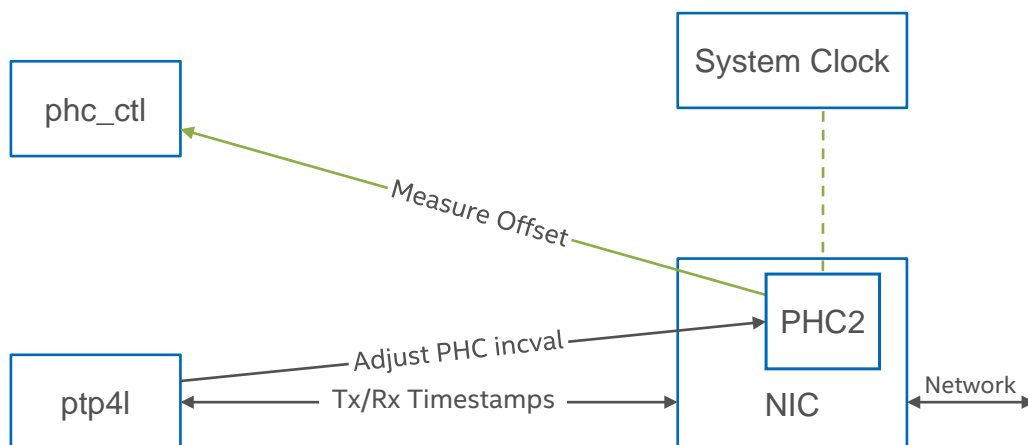 System Clock
phc_ctl
Measure Offset
PHC2
Adjust PHC incval
ptp4l
Tx/Rx Timestamps
NIC
Network